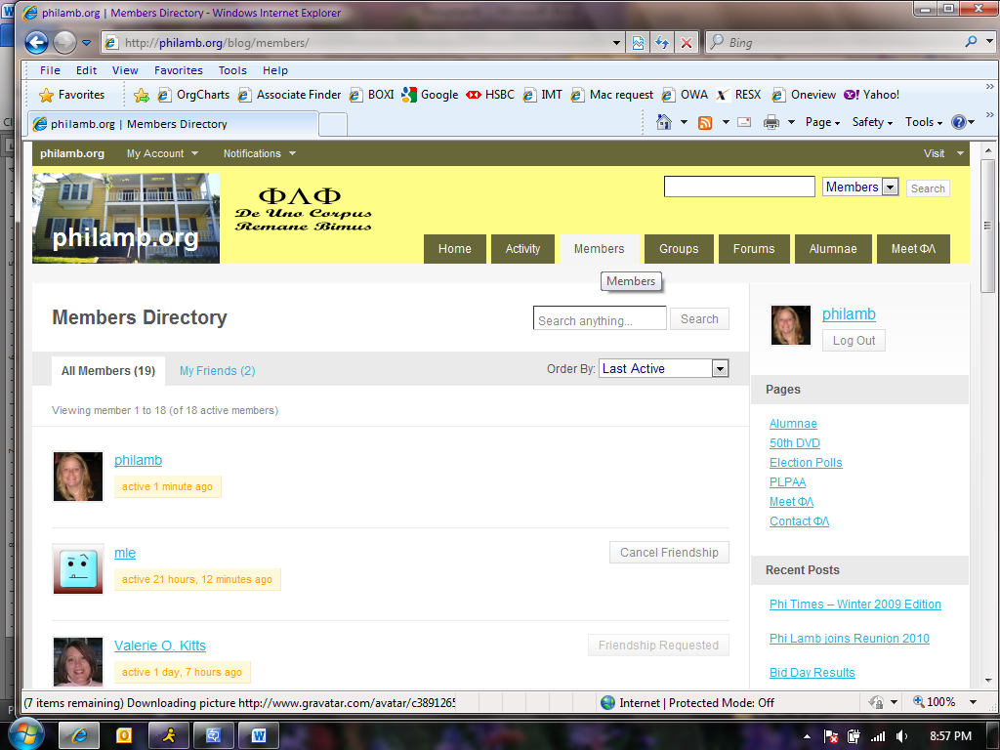 philamb.org | Members Directory - Windows Internet Explorer
http://philamb.org/blog/members/
Bing
File Edit View Favorites Tools Help
Favorites OrgCharts Associate Finder BOXI Google HSBC IMT Mac request OWA RESX Oneview Yahoo!
philamb.org | Members Directory
Page Safety Tools
philamb.org My Account Notifications Visit
ΦΛΦ
De Uno Corpus
Remane Bimus
philamb.org
Members Search
Home Activity Members Groups Forums Alumnae Meet ΦΛ
Members
Members Directory
Search anything... Search
philamb
Log Out
All Members (19) My Friends (2) Order By: Last Active
Viewing member 1 to 18 (of 18 active members)
philamb
active 1 minute ago
mle
active 21 hours, 12 minutes ago
Cancel Friendship
Valerie O. Kitts
active 1 day, 7 hours ago
Friendship Requested
Pages
Alumnae
50th DVD
Election Polls
PLPAA
Meet ΦΛ
Contact ΦΛ
Recent Posts
Phi Times – Winter 2009 Edition
Phi Lamb joins Reunion 2010
Bid Day Results
(7 items remaining) Downloading picture http://www.gravatar.com/avatar/c389126
Internet | Protected Mode: Off
100%
8:57 PM